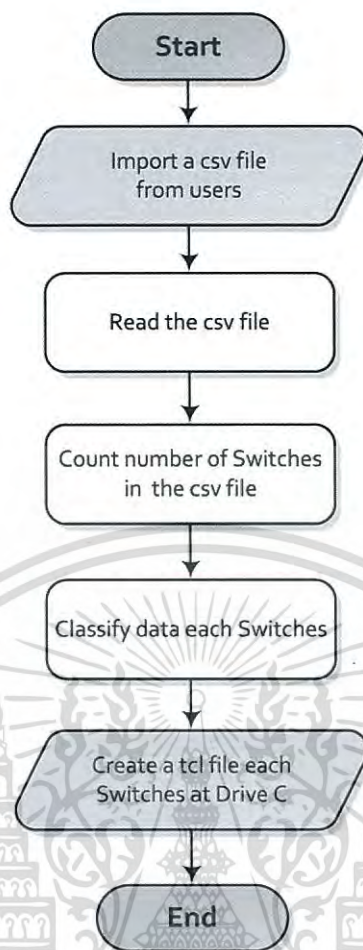 Start
Import a csv file
from users
Read the csv file
Count number of Switches
in the csv file
Classify data each Switches
Create a tcl file each
Switches at Drive C
End